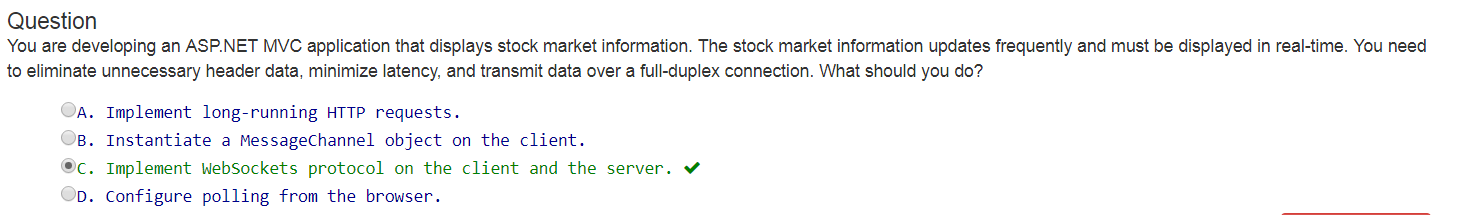 Question
You are developing an ASP.NET MVC application that displays stock market information. The stock market information updates frequently and must be displayed in real-time. You need
to eliminate unnecessary header data, minimize latency, and transmit data over a full-duplex connection. What should you do?
A. Implement long-running HTTP requests.
B. Instantiate a MessageChannel object on the client.
C. Implement WebSockets protocol on the client and the server. ✔
D. Configure polling from the browser.